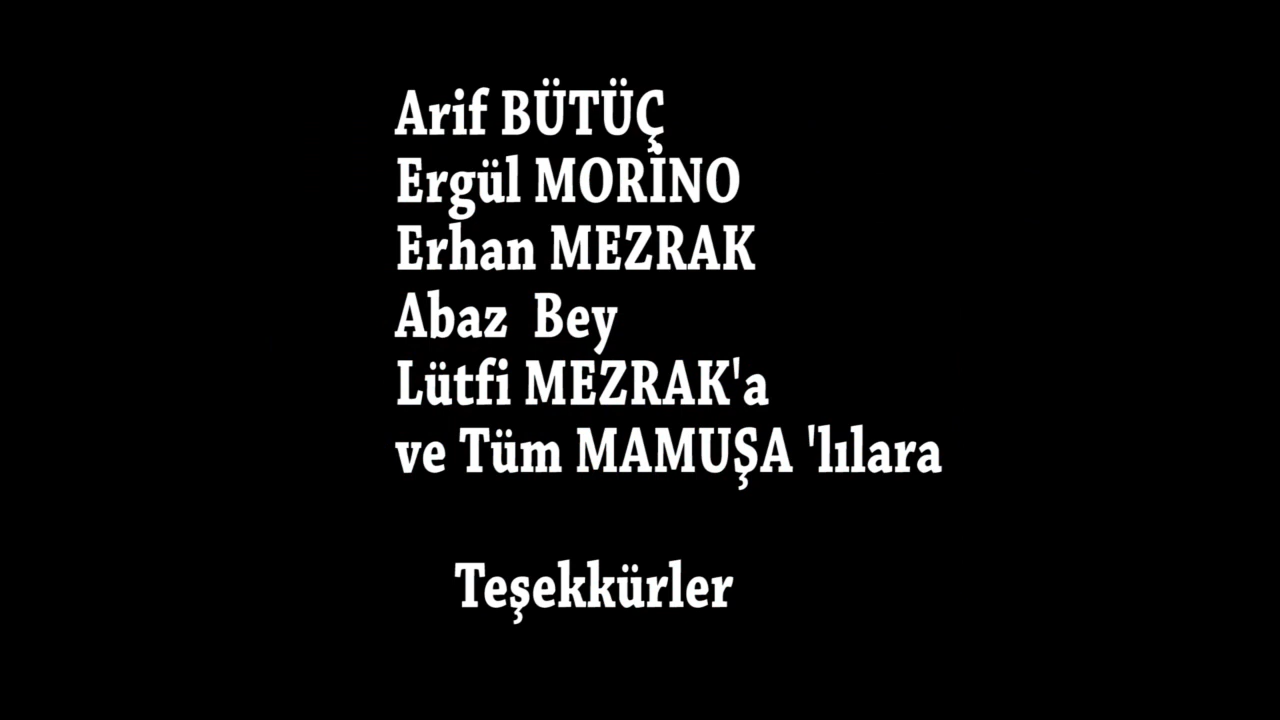 Arif BÜTÜÇ
Ergül MORİNO
Erhan MEZRAK
Abaz  Bey
Lütfi MEZRAK'a
ve Tüm MAMUŞA 'lılara
Teşekkürler